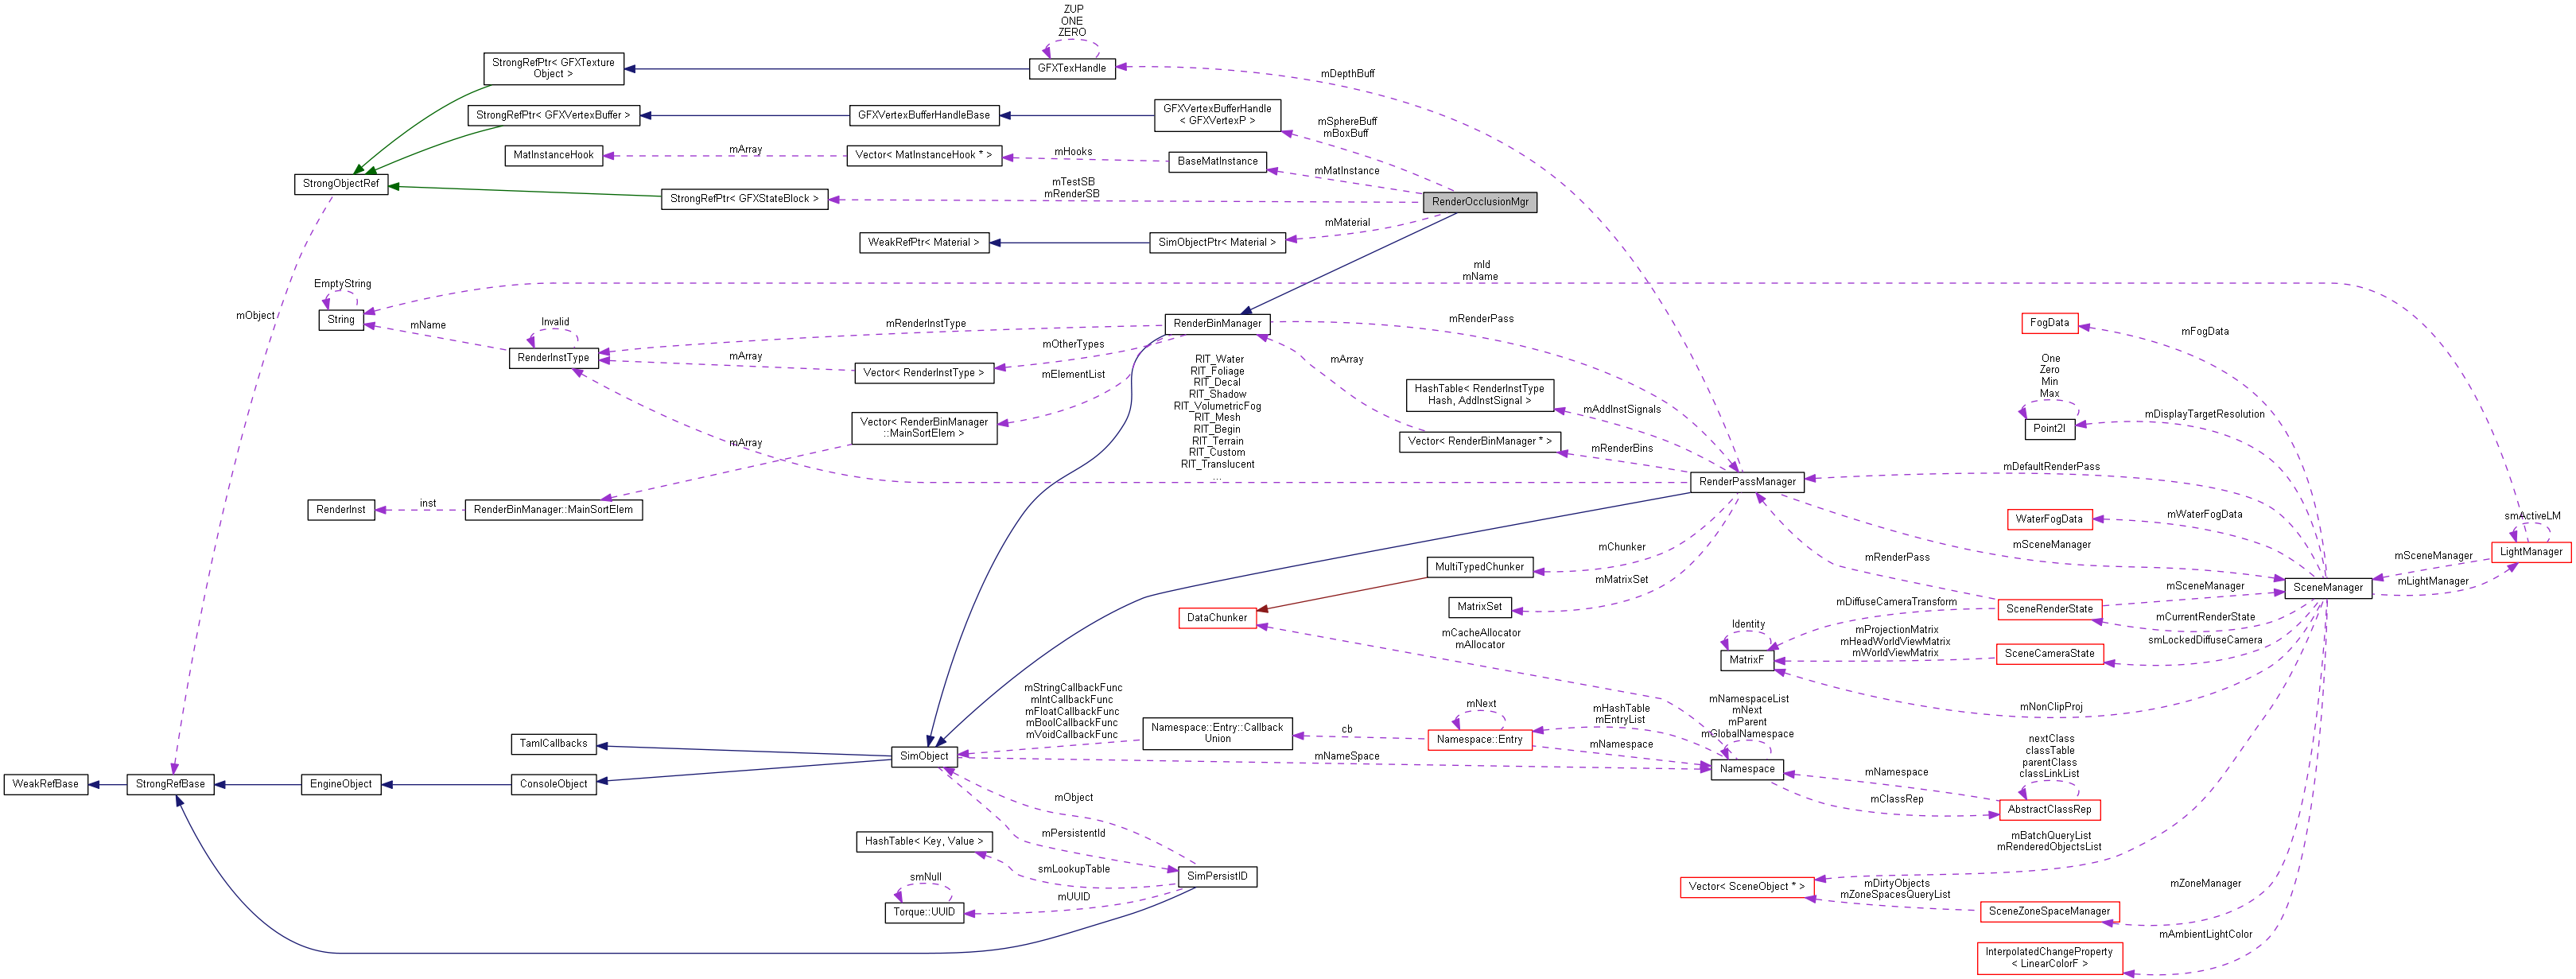 ZUP
ONE
ZERO
StrongRefPtr< GFXTexture
Object >
GFXTexHandle
mDepthBuff
StrongRefPtr< GFXVertexBuffer >
GFXVertexBufferHandleBase
GFXVertexBufferHandle
< GFXVertexP >
mSphereBuff
mBoxBuff
MatInstanceHook
mArray
Vector< MatInstanceHook * >
mHooks
BaseMatInstance
mMatInstance
StrongObjectRef
StrongRefPtr< GFXStateBlock >
mTestSB
mRenderSB
RenderOcclusionMgr
WeakRefPtr< Material >
SimObjectPtr< Material >
mMaterial
mId
mName
EmptyString
String
mObject
mName
Invalid
RenderInstType
mRenderInstType
RenderBinManager
mRenderPass
mOtherTypes
mArray
Vector< RenderInstType >
mElementList
Vector< RenderBinManager
::MainSortElem >
mArray
RIT_Water
RIT_Foliage
RIT_Decal
RIT_Shadow
RIT_VolumetricFog
RIT_Mesh
RIT_Begin
RIT_Terrain
RIT_Custom
RIT_Translucent
...
mArray
HashTable< RenderInstType
Hash, AddInstSignal >
mAddInstSignals
Vector< RenderBinManager * >
mRenderBins
RenderPassManager
RenderInst
inst
RenderBinManager::MainSortElem
FogData
mFogData
One
Zero
Min
Max
Point2I
mDisplayTargetResolution
mDefaultRenderPass
WaterFogData
mWaterFogData
mSceneManager
mRenderPass
smActiveLM
LightManager
mSceneManager
mLightManager
SceneManager
mChunker
MultiTypedChunker
mMatrixSet
MatrixSet
DataChunker
mCacheAllocator
mAllocator
mDiffuseCameraTransform
SceneRenderState
mSceneManager
mCurrentRenderState
smLockedDiffuseCamera
Identity
MatrixF
mProjectionMatrix
mHeadWorldViewMatrix
mWorldViewMatrix
SceneCameraState
mNonClipProj
mStringCallbackFunc
mIntCallbackFunc
mFloatCallbackFunc
mBoolCallbackFunc
mVoidCallbackFunc
Namespace::Entry::Callback
Union
cb
mNext
Namespace::Entry
mHashTable
mEntryList
mNamespace
mNamespaceList
mNext
mParent
mGlobalNamespace
Namespace
TamlCallbacks
SimObject
mNameSpace
nextClass
classTable
parentClass
classLinkList
AbstractClassRep
mNamespace
mClassRep
WeakRefBase
StrongRefBase
EngineObject
ConsoleObject
mObject
mPersistentId
HashTable< Key, Value >
smLookupTable
SimPersistID
smNull
Torque::UUID
mUUID
mBatchQueryList
mRenderedObjectsList
Vector< SceneObject * >
mDirtyObjects
mZoneSpacesQueryList
SceneZoneSpaceManager
mZoneManager
mAmbientLightColor
InterpolatedChangeProperty
< LinearColorF >